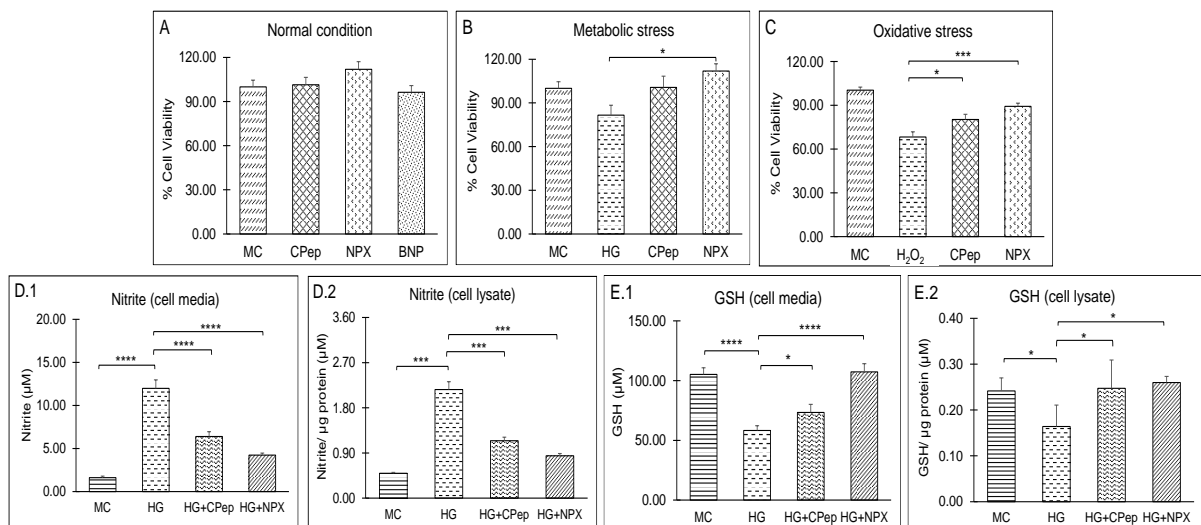 A
Normal condition
% Cell Viability
120.00
90.00
60.00
30.00
0.00
MC CPep NPX BNP
B
Metabolic stress
% Cell Viability
*
120.00
90.00
60.00
30.00
0.00
MC HG CPep NPX
C
Oxidative stress
% Cell Viability
***
*
120.00
90.00
60.00
30.00
0.00
MC H₂O₂ CPep NPX
D.1
Nitrite (cell media)
Nitrite (µM)
20.00
15.00
10.00
5.00
0.00
****
****
****
MC HG HG+CPep HG+NPX
D.2
Nitrite (cell lysate)
Nitrite/ µg protein (µM)
3.60
2.70
1.80
0.90
0.00
***
***
***
MC HG HG+CPep HG+NPX
E.1
GSH (cell media)
GSH (µM)
150.00
100.00
50.00
0.00
****
****
*
MC HG HG+CPep HG+NPX
E.2
GSH (cell lysate)
GSH/ µg protein (µM)
0.40
0.30
0.20
0.10
0.00
*
*
*
MC HG HG+CPep HG+NPX